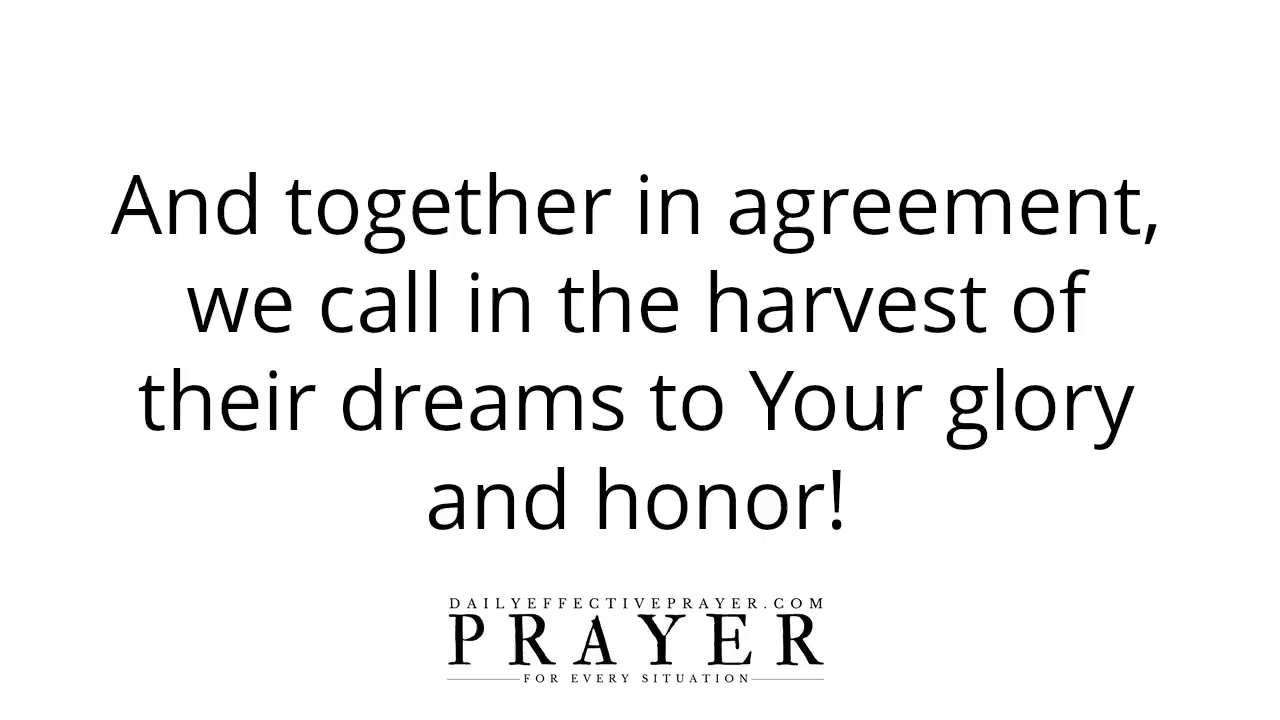 And together in agreement,
we call in the harvest of
their dreams to Your glory
and honor!
DAILYEFFECTIVEPRAYER.COM
PRAYER
FOR EVERY SITUATION